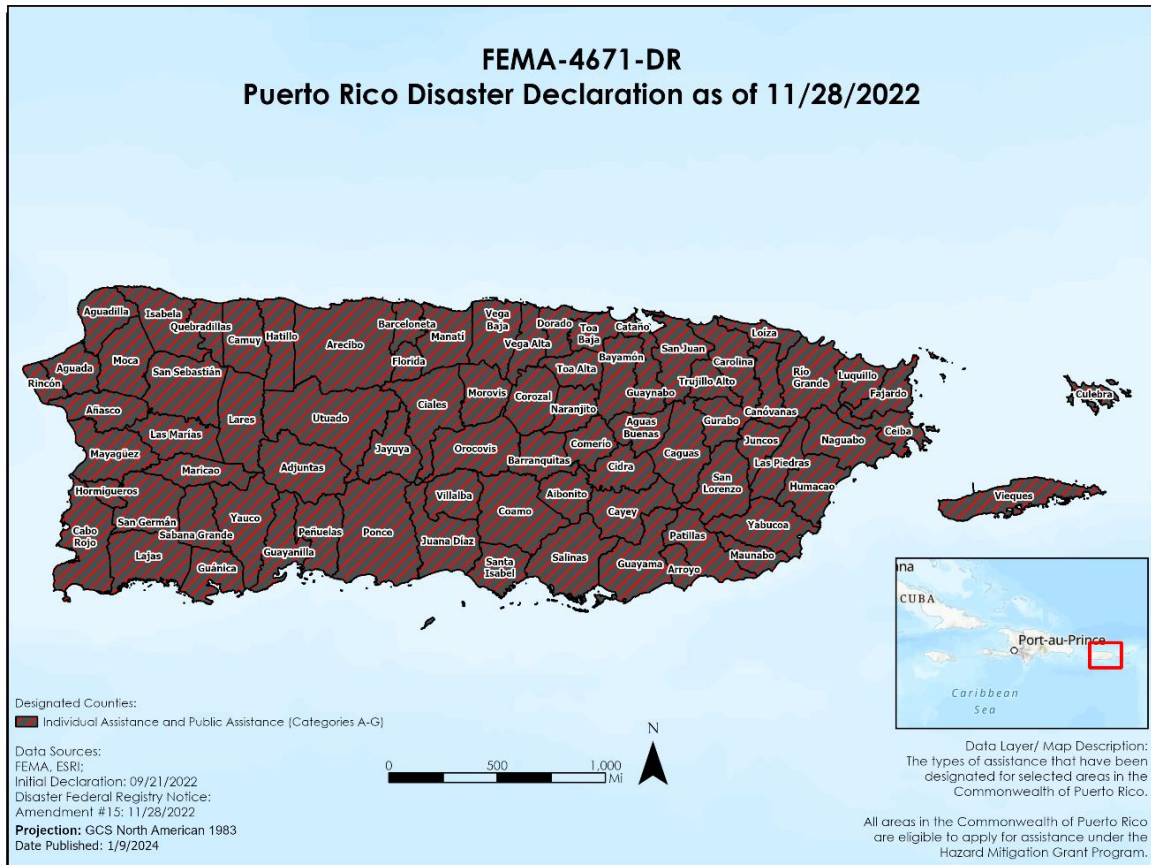 FEMA-4671-DR
Puerto Rico Disaster Declaration as of 11/28/2022
Aguadilla
Isabela
Quebradillas
Camuy
Hatillo
Arecibo
Barceloneta
Manatí
Vega
Baja
Vega Alta
Dorado
Toa
Baja
Cataño
Toa Alta
Bayamón
San Juan
Carolina
Loíza
Trujillo Alto
Guaynabo
Canóvanas
Río
Grande
Luquillo
Fajardo
Culebra
Rincón
Aguada
Moca
San Sebastián
Florida
Añasco
Lares
Utuado
Ciales
Morovis
Corozal
Naranjito
Aguas
Buenas
Gurabo
Juncos
Naguabo
Ceiba
Mayagüez
Las Marías
Maricao
Adjuntas
Jayuya
Orocovis
Barranquitas
Comerío
Cidra
Caguas
San
Lorenzo
Las Piedras
Humacao
Vieques
Hormigueros
Cabo
Rojo
San Germán
Sabana Grande
Yauco
Lajas
Guánica
Guayanilla
Peñuelas
Ponce
Villalba
Juana Díaz
Coamo
Aibonito
Santa
Isabel
Salinas
Cayey
Guayama
Patillas
Arroyo
Yabucoa
Maunabo
Designated Counties:
Individual Assistance and Public Assistance (Categories A-G)
Data Sources:
FEMA, ESRI;
Initial Declaration: 09/21/2022
Disaster Federal Registry Notice:
Amendment #15: 11/28/2022
Projection: GCS North American 1983
Date Published: 1/9/2024
0 500 1,000
Mi
N
na
CUBA
Port-au-Prince
Caribbean
Sea
Data Layer/ Map Description:
The types of assistance that have been
designated for selected areas in the
Commonwealth of Puerto Rico.
All areas in the Commonwealth of Puerto Rico
are eligible to apply for assistance under the
Hazard Mitigation Grant Program.